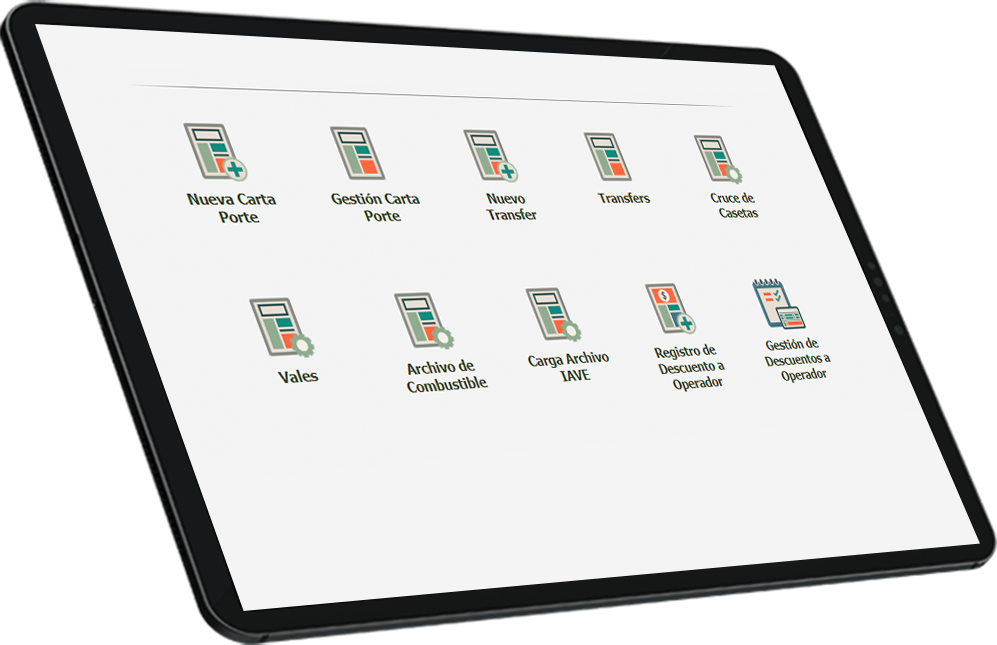 Nueva Carta
Porte
Gestión Carta
Porte
Nuevo
Transfer
Transfers
Cruce de
Casetas
Vales
Archivo de
Combustible
Carga Archivo
IAVE
Registro de
Descuento a
Operador
Gestión de
Descuentos a
Operador